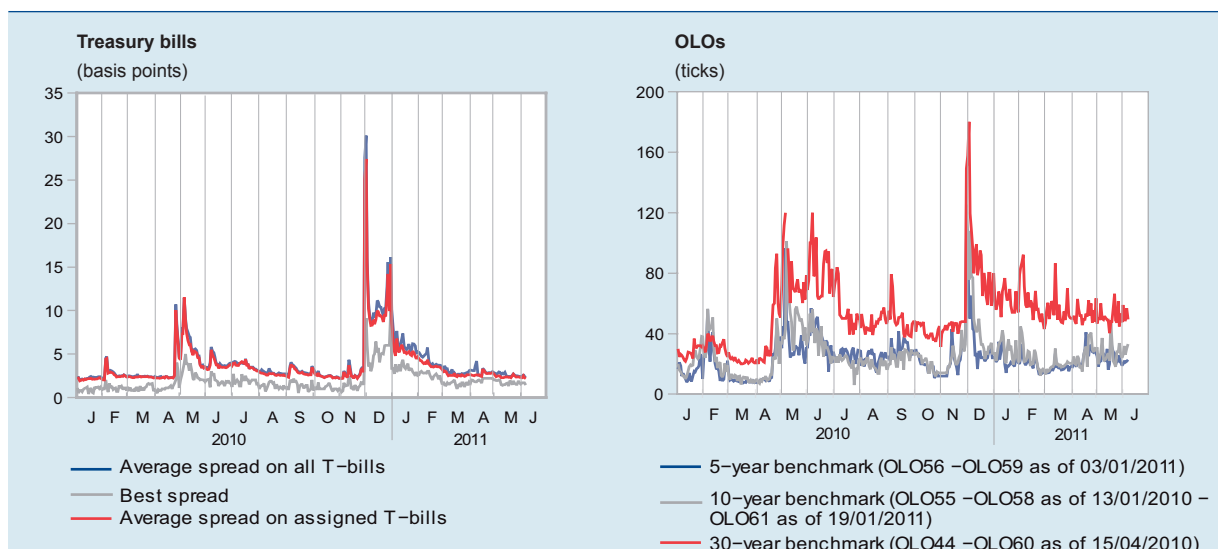 Treasury bills
(basis points)
35
30
25
20
15
10
5
0
J F M A M J J A S O N D J F M A M J
2010 2011
Average spread on all T-bills
Best spread
Average spread on assigned T-bills
OLOs
(ticks)
200
160
120
80
40
0
J F M A M J J A S O N D J F M A M J
2010 2011
5-year benchmark (OLO56 -OLO59 as of 03/01/2011)
10-year benchmark (OLO55 -OLO58 as of 13/01/2010 -
OLO61 as of 19/01/2011)
30-year benchmark (OLO44 -OLO60 as of 15/04/2010)